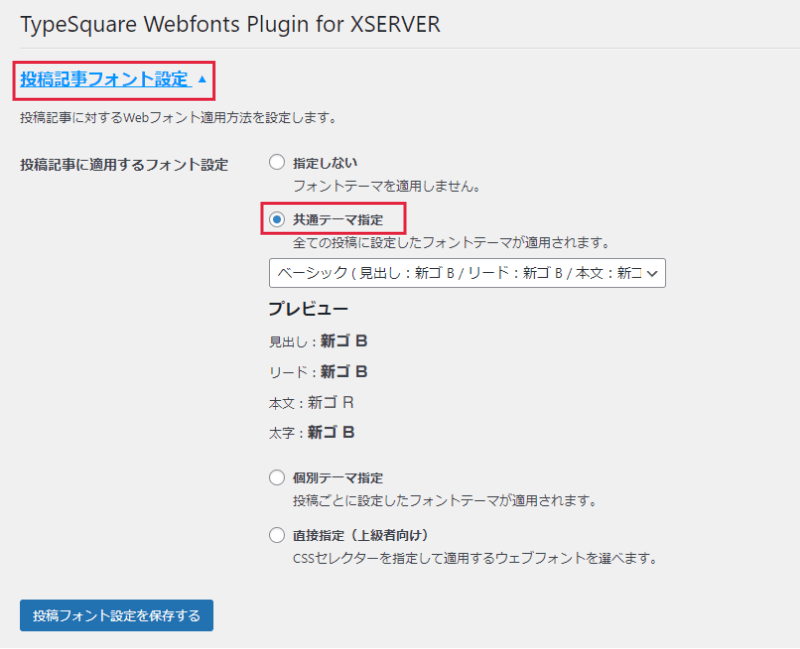 TypeSquare Webfonts Plugin for XSERVER
投稿記事フォント設定 ▲
投稿記事に対するWebフォント適用方法を設定します。
投稿記事に適用するフォント設定
指定しない
フォントテーマを適用しません。
共通テーマ指定
全ての投稿に設定したフォントテーマが適用されます。
ベーシック ( 見出し：新ゴ B / リード：新ゴ B / 本文：新ゴ
プレビュー
見出し：新ゴ B
リード：新ゴ B
本文：新ゴ R
太字：新ゴ B
個別テーマ指定
投稿ごとに設定したフォントテーマが適用されます。
直接指定（上級者向け）
CSSセレクターを指定して適用するウェブフォントを選べます。
投稿フォント設定を保存する